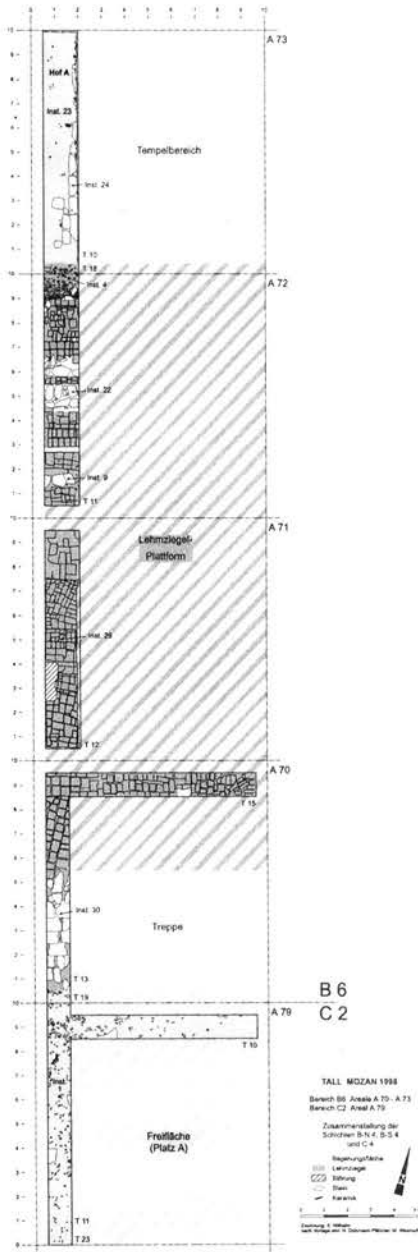 A 73
Hof A
Inst. 23
Tempelbereich
Inst. 24
T 10
T 18
A 72
Inst. 4
Inst. 22
Inst. 9
T 11
A 71
Lehmziegel-
Plattform
Inst. 29
T 12
A 70
T 15
Inst. 30
Treppe
T 13
B 6
T 19
C 2
A 79
T 10
Inst.
1
TALL MOZAN 1998
Bereich B6 Areale A 70 - A 73
Bereich C2 Areal A 79
Freifläche
(Platz A)
Zusammenstellung der
Schichten B-N 4, B-S 4
und C 4
Begehungsfläche
Lehmziegel
Störung
Stein
Keramik
N
T 11
T 23